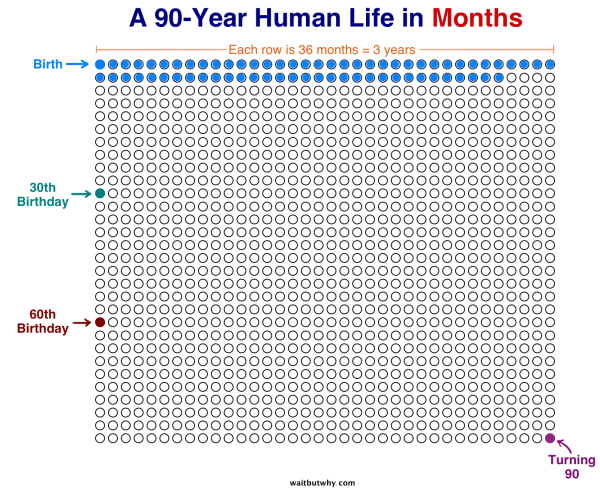 A 90-Year Human Life in Months
Each row is 36 months = 3 years
Birth
30th
Birthday
60th
Birthday
Turning
90
waitbutwhy.com